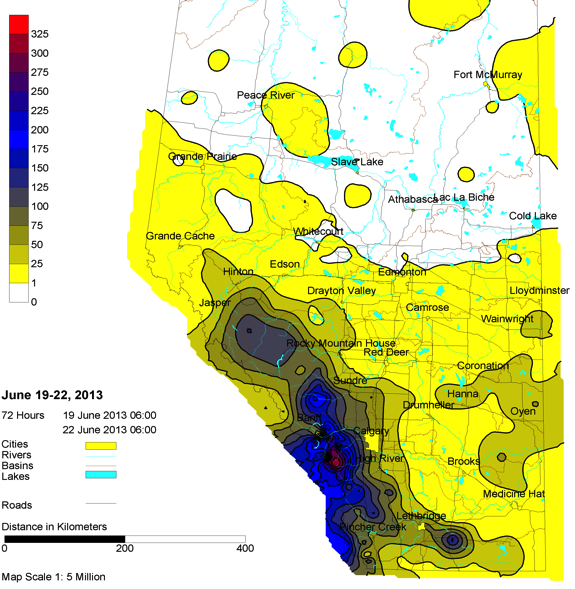 325
300
275
250
225
200
175
150
125
100
75
50
25
1
0
Fort McMurray
Peace River
Grande Prairie
Slave Lake
Athabasca Lac La Biche
Cold Lake
Whitecourt
Grande Cache
Edson
Hinton
Edmonton
Drayton Valley
Lloydminster
Jasper
Camrose
Wainwright
Rocky Mountain House
Red Deer
Coronation
Sundre
Hanna
Drumheller
Oyen
Banff
Calgary
High River
Brooks
Medicine Hat
Lethbridge
Pincher Creek
June 19-22, 2013
72 Hours 19 June 2013 06:00
22 June 2013 06:00
Cities
Rivers
Basins
Lakes
Roads
Distance in Kilometers
0 200 400
Map Scale 1: 5 Million